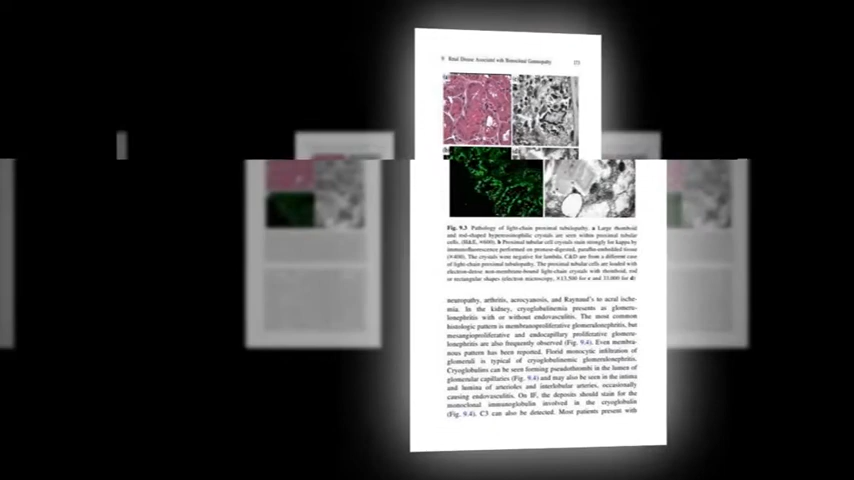 9 Renal Disease Associated with Monoclonal Gammopathy 173
Fig. 9.3 Pathology of light-chain proximal tubulopathy. a Large rhomboid
and rod-shaped hypereosinophilic crystals are seen within proximal tubular
cells. (H&E, ×600). b Proximal tubular cell crystals stain strongly for kappa by
immunofluorescence performed on pronase-digested, paraffin-embedded tissue
(×400). The crystals were negative for lambda. C&D are from a different case
of light-chain proximal tubulopathy. The proximal tubular cells are loaded with
electron-dense non-membrane-bound light-chain crystals with rhomboid, rod
or rectangular shapes (electron microscopy, ×13,500 for c and 33,000 for d)
neuropathy, arthritis, acrocyanosis, and Raynaud's to acral ische-
mia. In the kidney, cryoglobulinemia presents as glomeru-
lonephritis with or without endovasculitis. The most common
histologic pattern is membranoproliferative glomerulonephritis, but
mesangioproliferative and endocapillary proliferative glomeru-
lonephritis are also frequently observed (Fig. 9.4). Even membra-
nous pattern has been reported. Florid monocytic infiltration of
glomeruli is typical of cryoglobulinemic glomerulonephritis.
Cryoglobulins can be seen forming pseudothrombi in the lumen of
glomerular capillaries (Fig. 9.4) and may also be seen in the intima
and lumina of arterioles and interlobular arteries, occasionally
causing endovasculitis. On IF, the deposits should stain for the
monoclonal immunoglobulin involved in the cryoglobulin
(Fig. 9.4). C3 can also be detected. Most patients present with